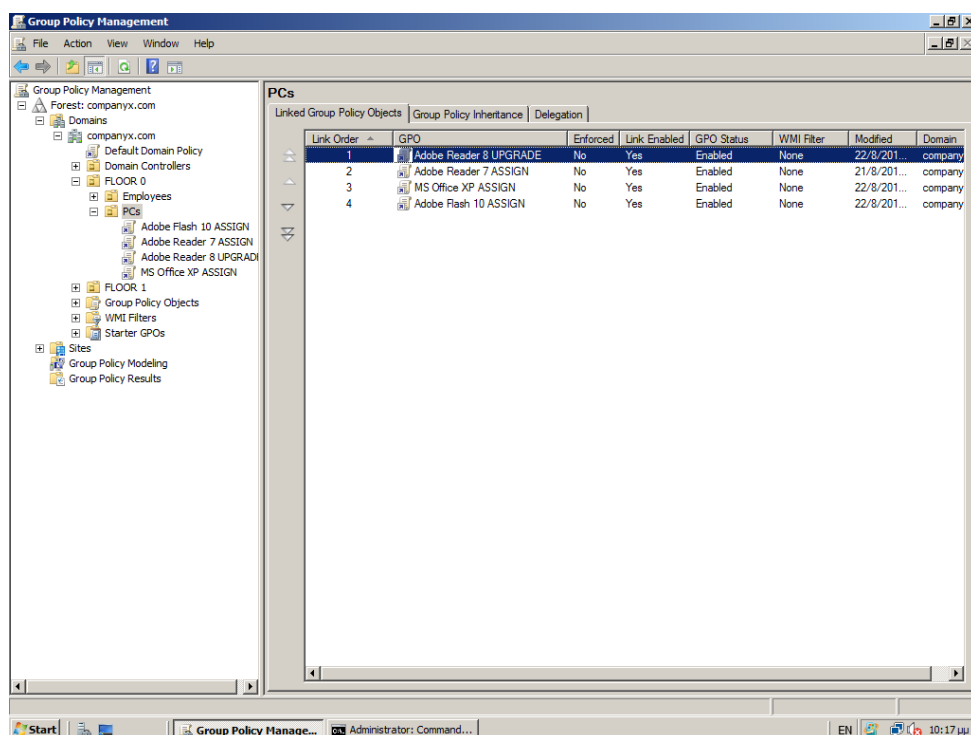 Group Policy Management
File Action View Window Help
Group Policy Management
Forest: companyx.com
Domains
companyx.com
Default Domain Policy
Domain Controllers
FLOOR 0
Employees
PCs
Adobe Flash 10 ASSIGN
Adobe Reader 7 ASSIGN
Adobe Reader 8 UPGRADI
MS Office XP ASSIGN
FLOOR 1
Group Policy Objects
WMI Filters
Starter GPOs
Sites
Group Policy Modeling
Group Policy Results
PCs
Linked Group Policy Objects Group Policy Inheritance Delegation
Link Order GPO Enforced Link Enabled GPO Status WMI Filter Modified Domain
1 Adobe Reader 8 UPGRADE No Yes Enabled None 22/8/201... company
2 Adobe Reader 7 ASSIGN No Yes Enabled None 21/8/201... company
3 MS Office XP ASSIGN No Yes Enabled None 22/8/201... company
4 Adobe Flash 10 ASSIGN No Yes Enabled None 22/8/201... company
Start Group Policy Manage... Administrator: Command... EN 10:17 μμ